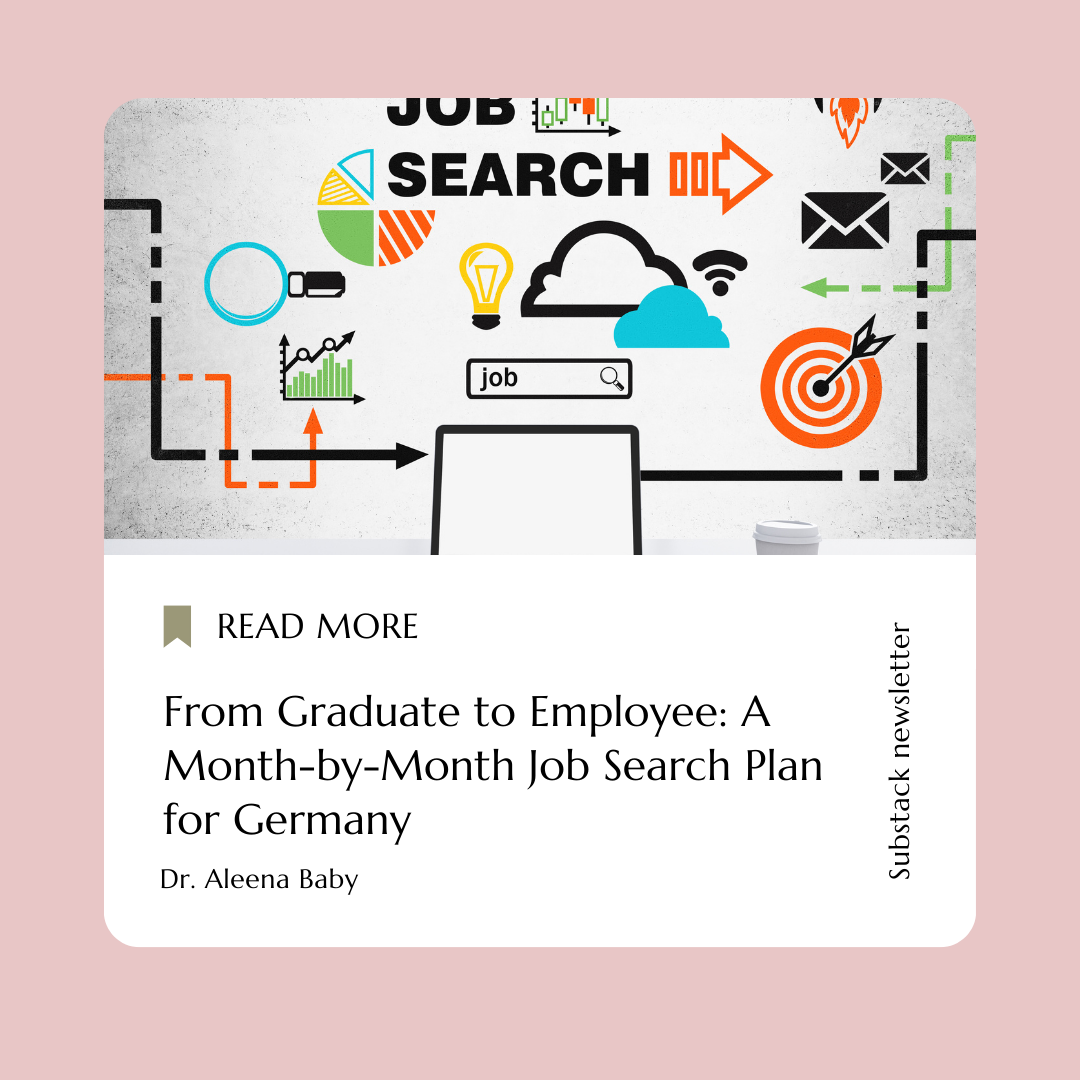 JOB
SEARCH
job
READ MORE
From Graduate to Employee: A
Month-by-Month Job Search Plan
for Germany
Dr. Aleena Baby
Substack newsletter